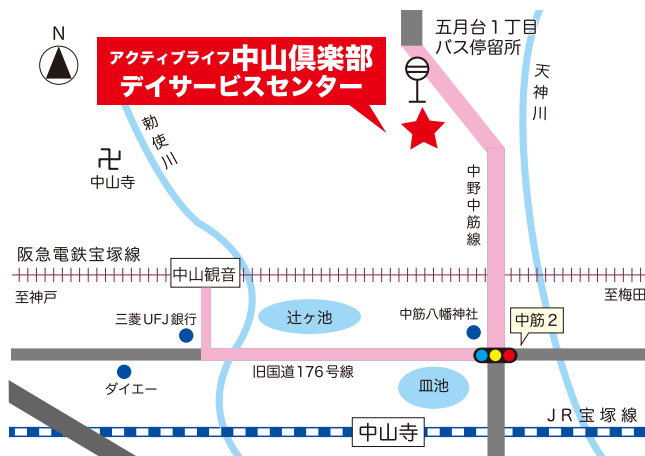 N
アクティブライフ中山倶楽部
デイサービスセンター
五月台1丁目
バス停留所
天神川
勅使川
中山寺
中野中筋線
阪急電鉄宝塚線
中山観音
至神戸
至梅田
三菱UFJ銀行
辻ヶ池
中筋八幡神社
中筋2
旧国道176号線
ダイエー
皿池
JR宝塚線
中山寺